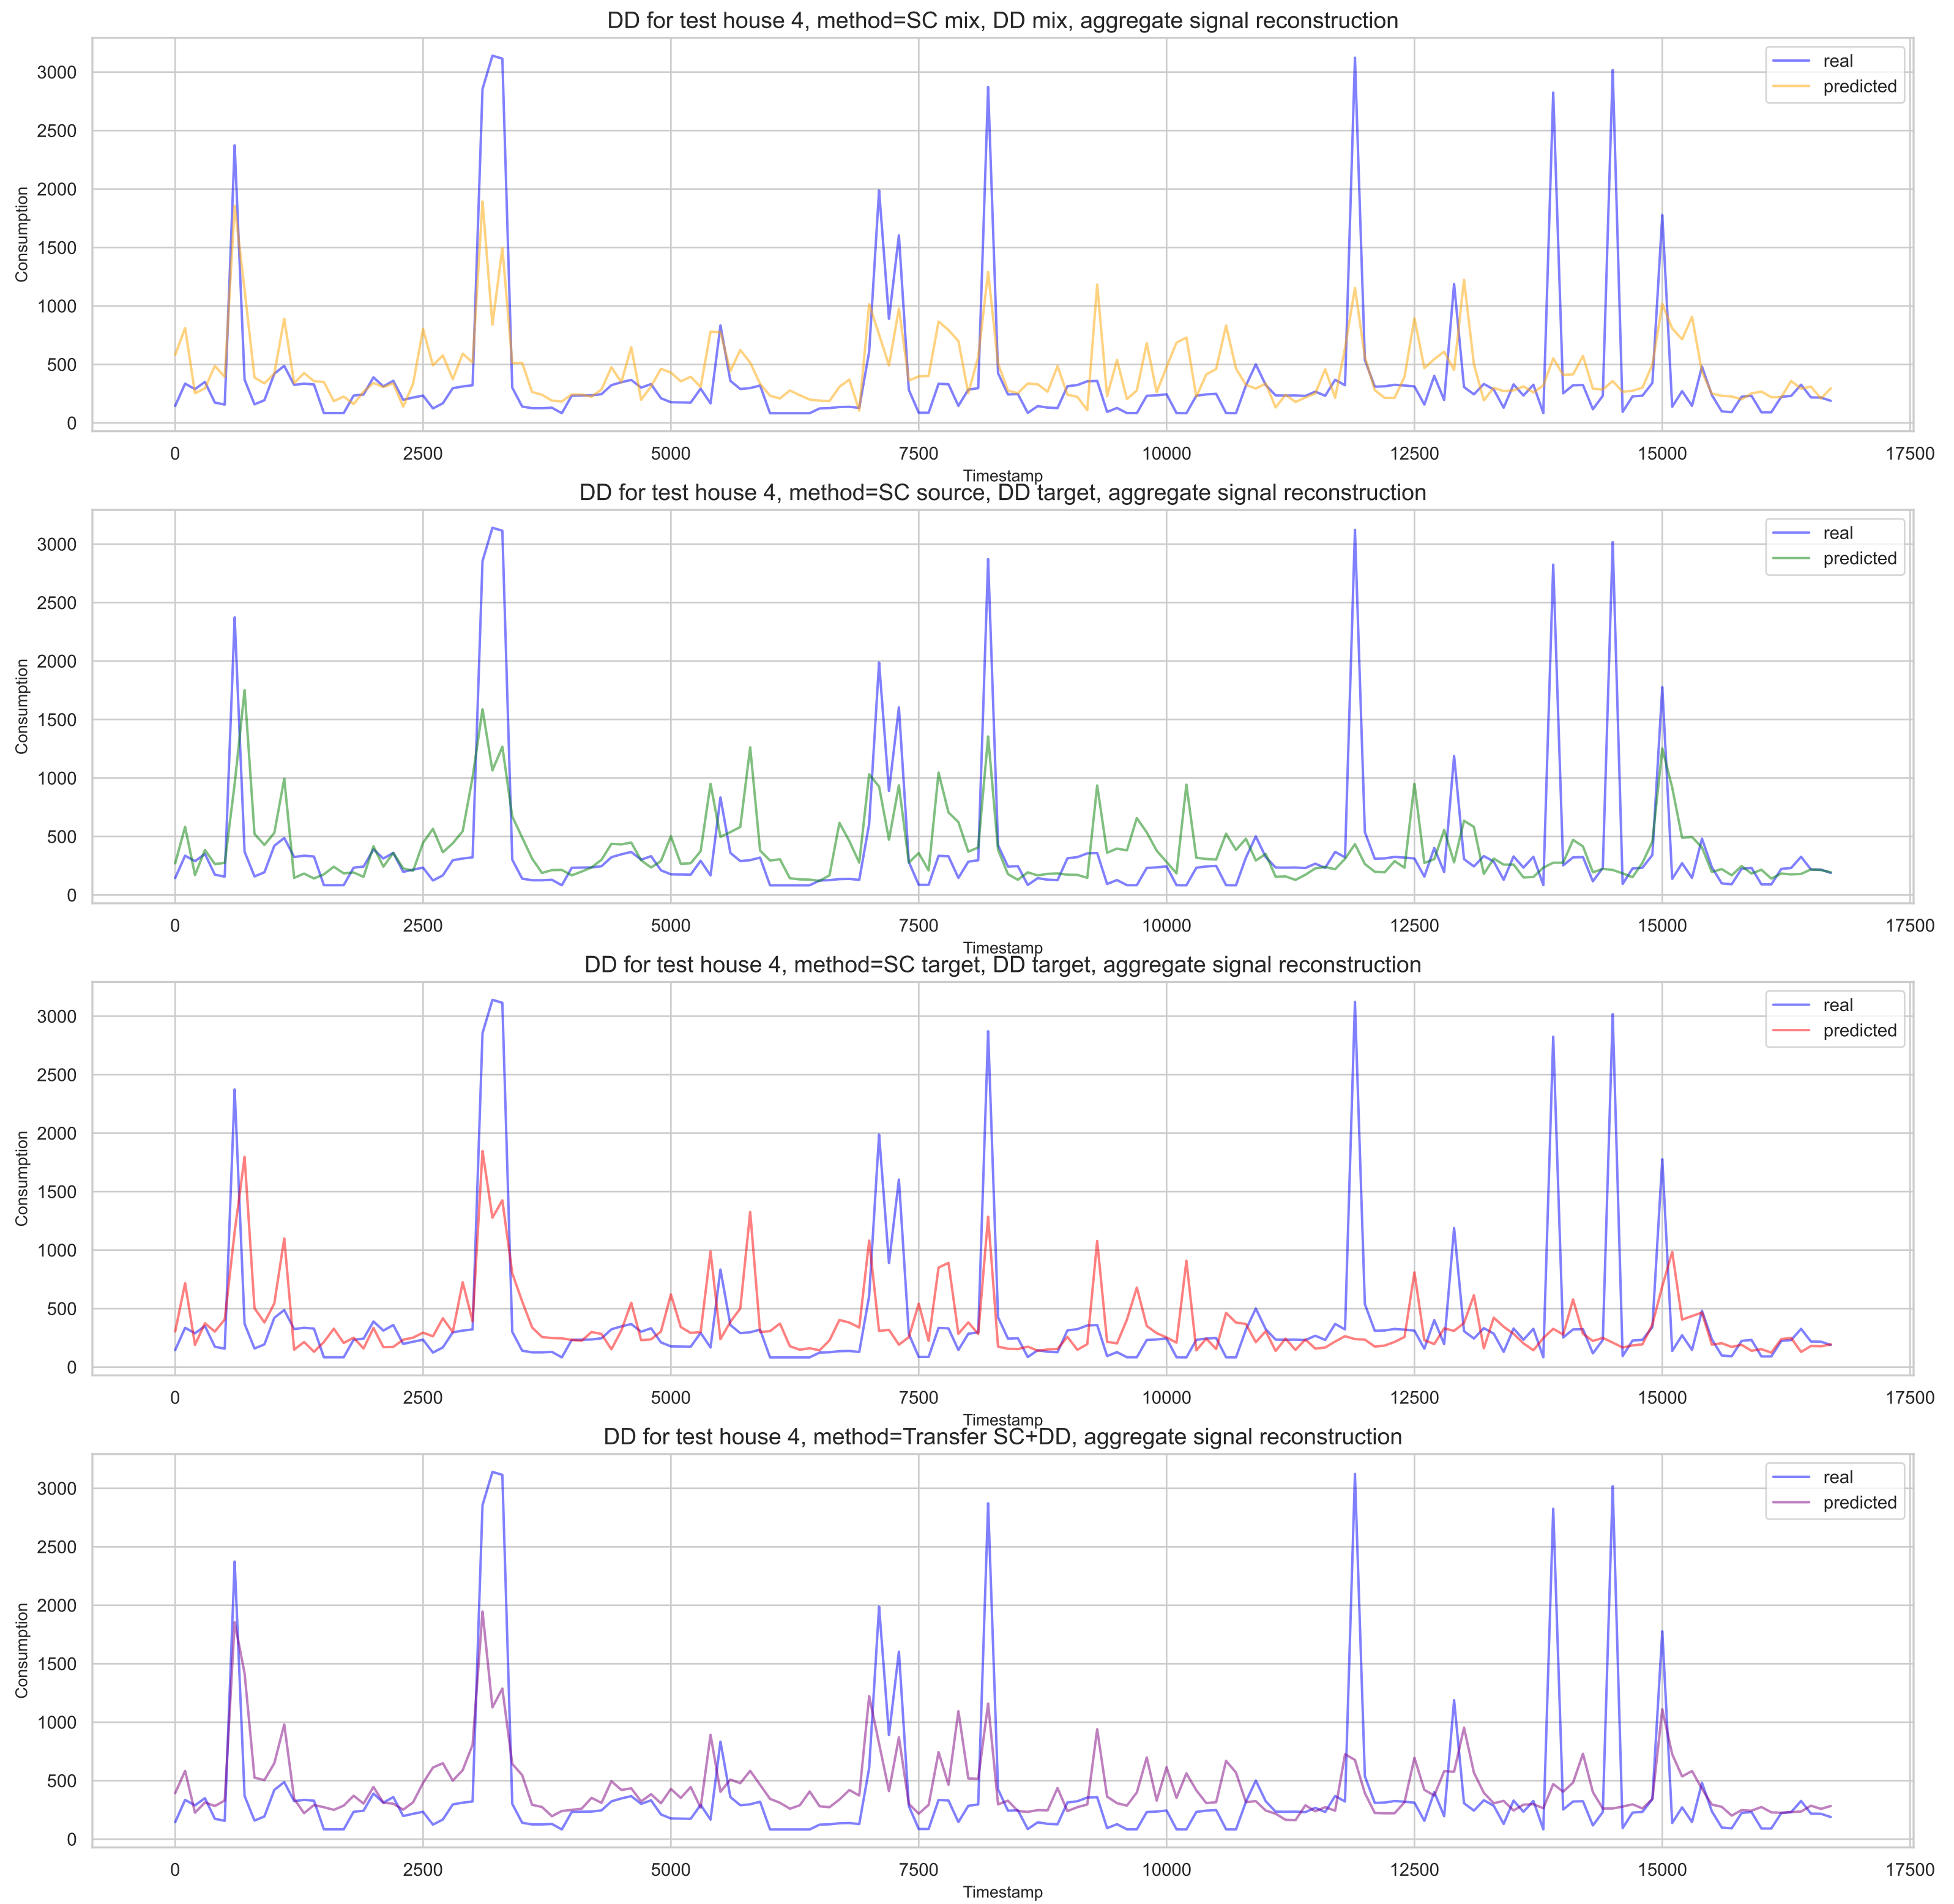 DD for test house 4, method=SC mix, DD mix, aggregate signal reconstruction
real
predicted
3000
2500
2000
1500
1000
500
0
Consumption
0 2500 5000 7500 10000 12500 15000 17500
Timestamp
DD for test house 4, method=SC source, DD target, aggregate signal reconstruction
real
predicted
3000
2500
2000
1500
1000
500
0
Consumption
0 2500 5000 7500 10000 12500 15000 17500
Timestamp
DD for test house 4, method=SC target, DD target, aggregate signal reconstruction
real
predicted
3000
2500
2000
1500
1000
500
0
Consumption
0 2500 5000 7500 10000 12500 15000 17500
Timestamp
DD for test house 4, method=Transfer SC+DD, aggregate signal reconstruction
real
predicted
3000
2500
2000
1500
1000
500
0
Consumption
0 2500 5000 7500 10000 12500 15000 17500
Timestamp